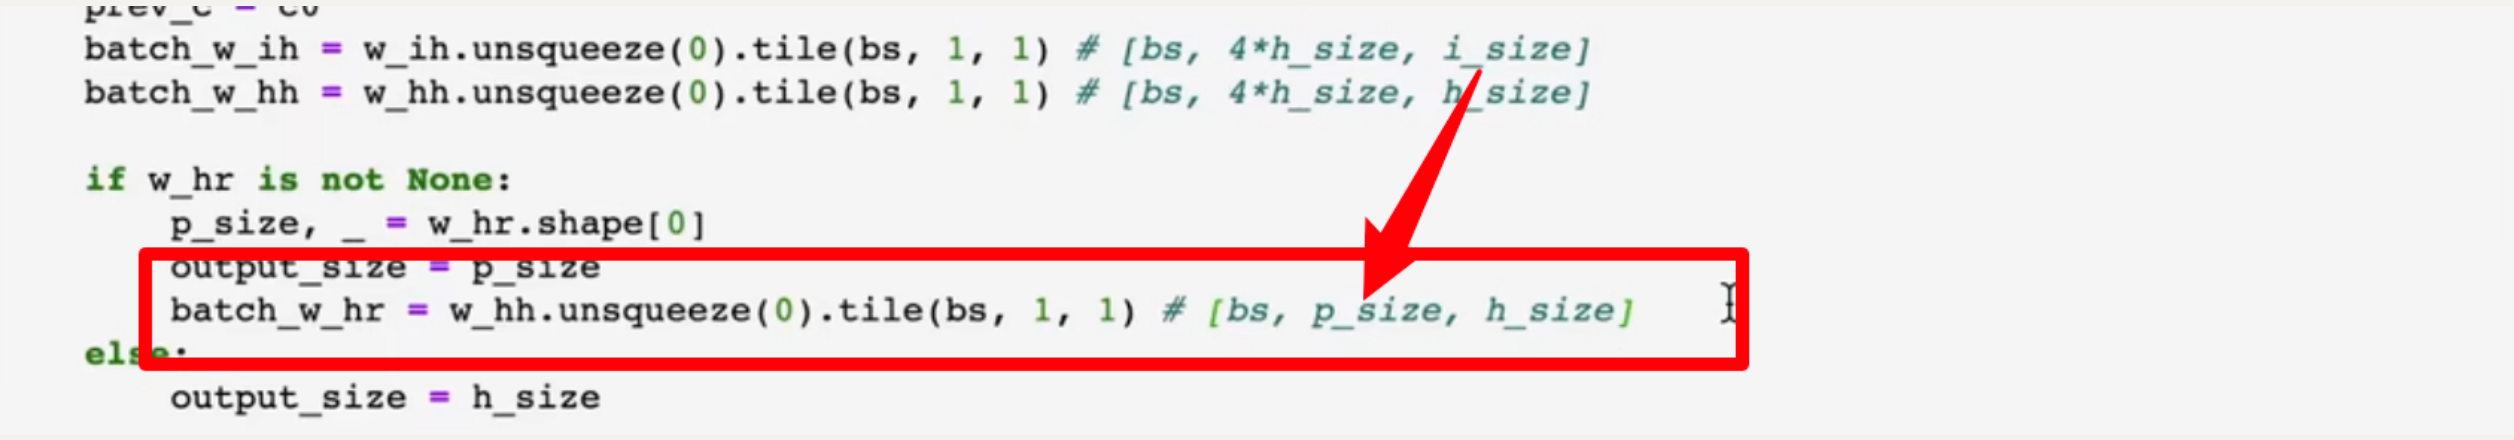 prev_c = c0
batch_w_ih = w_ih.unsqueeze(0).tile(bs, 1, 1) # [bs, 4*h_size, i_size]
batch_w_hh = w_hh.unsqueeze(0).tile(bs, 1, 1) # [bs, 4*h_size, h_size]
if w_hr is not None:
p_size, _ = w_hr.shape[0]
output_size = p_size
batch_w_hr = w_hh.unsqueeze(0).tile(bs, 1, 1) # [bs, p_size, h_size]
else:
output_size = h_size